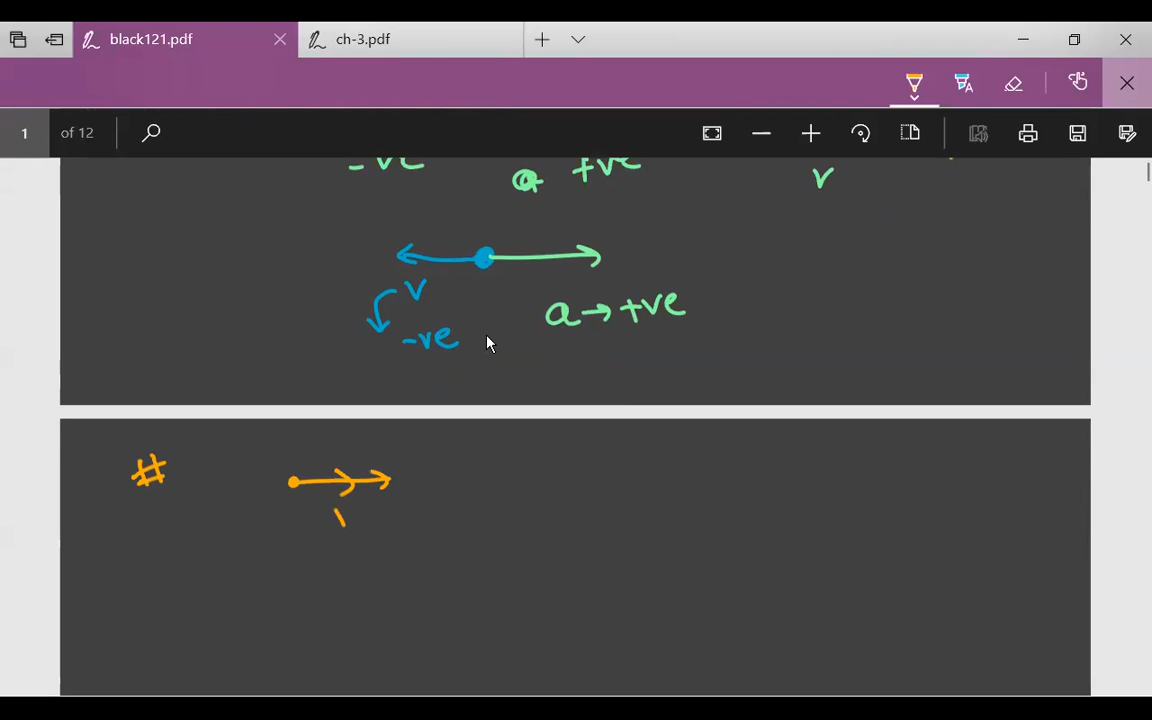 black121.pdf
ch-3.pdf
1 of 12
-ve a +ve v
v
a → +ve
-ve
#